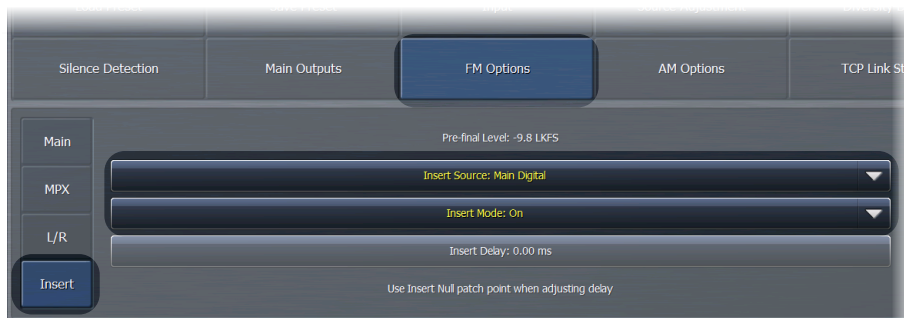 Silence Detection
Main Outputs
FM Options
AM Options
TCP Link
Main
Pre-final Level: -9.8 LKFS
Insert Source: Main Digital
MPX
Insert Mode: On
L/R
Insert Delay: 0.00 ms
Insert
Use Insert Null patch point when adjusting delay